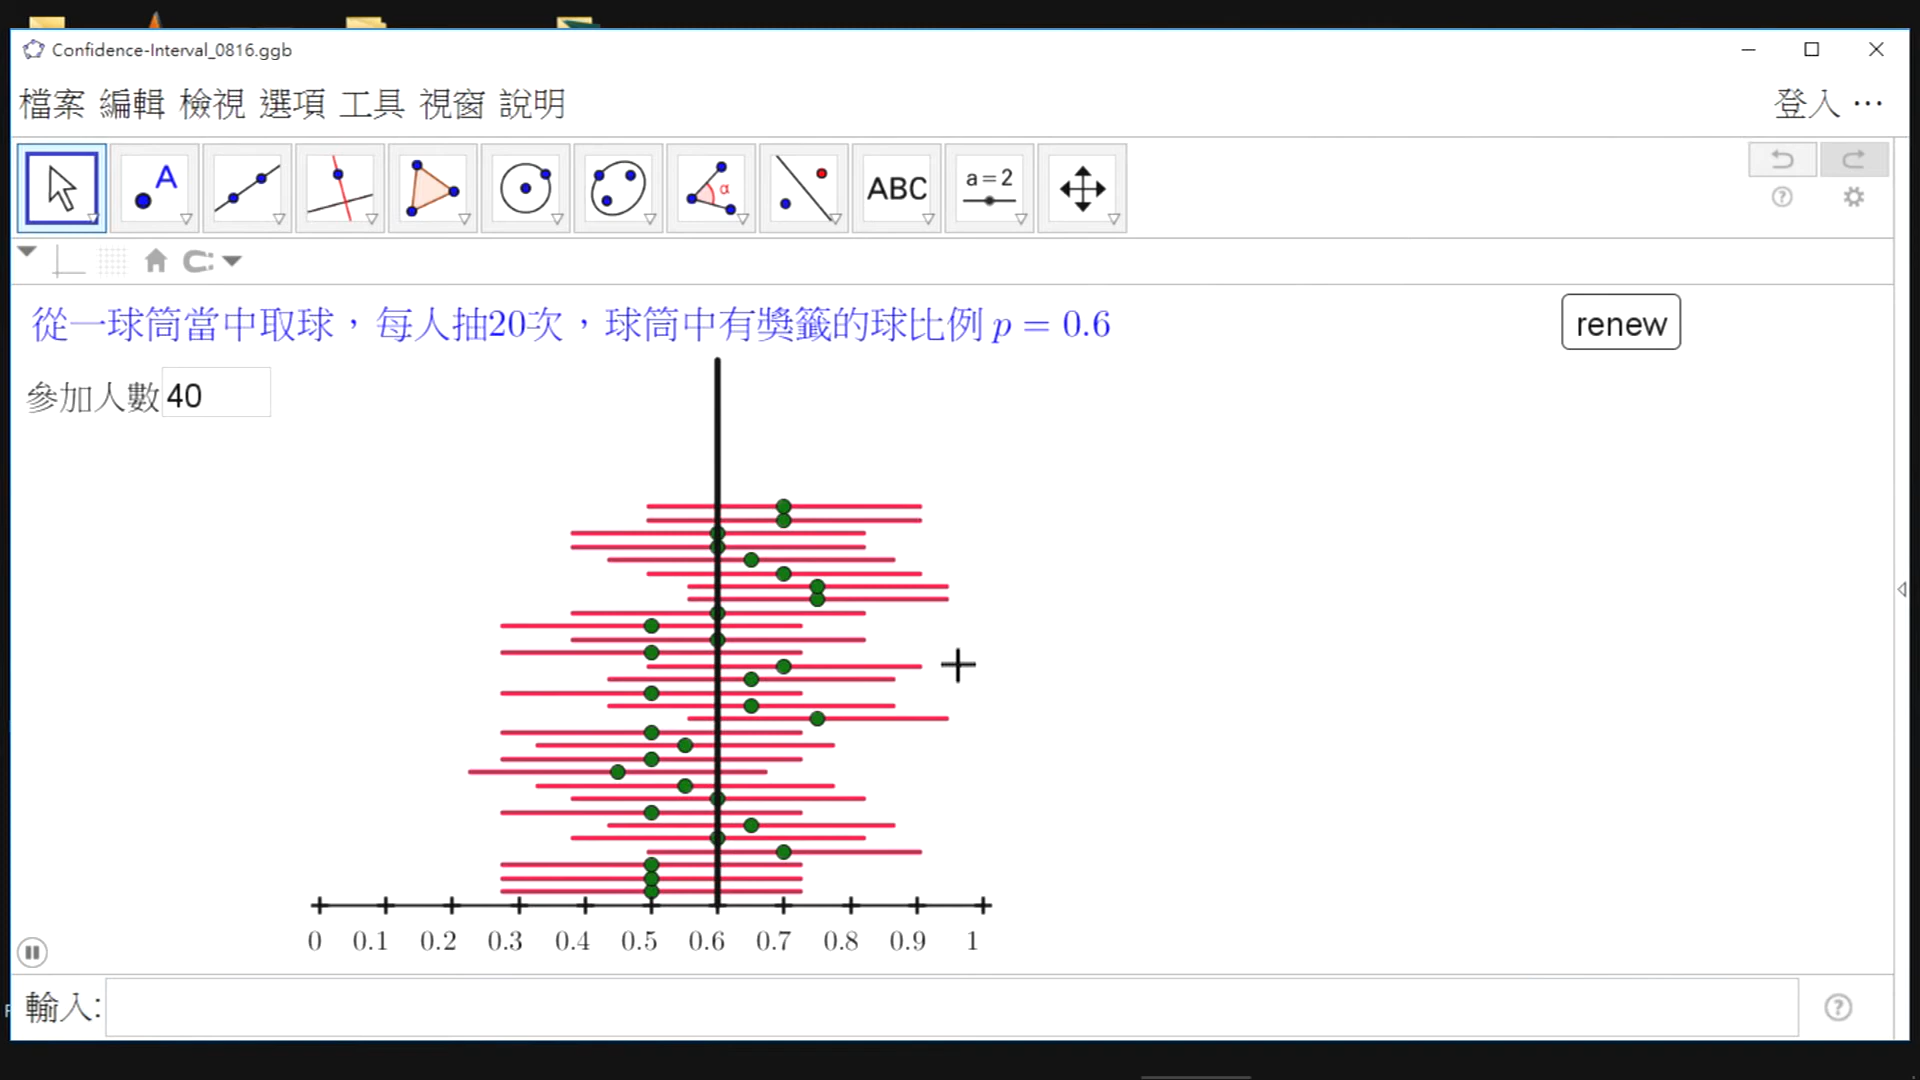 Confidence-Interval_0816.ggb
檔案 編輯 檢視 選項 工具 視窗 說明
登入 ...
A
α
ABC
a=2
從一球筒當中取球，每人抽20次，球筒中有獎籤的球比例 p = 0.6
renew
參加人數 40
0 0.1 0.2 0.3 0.4 0.5 0.6 0.7 0.8 0.9 1
輸入: